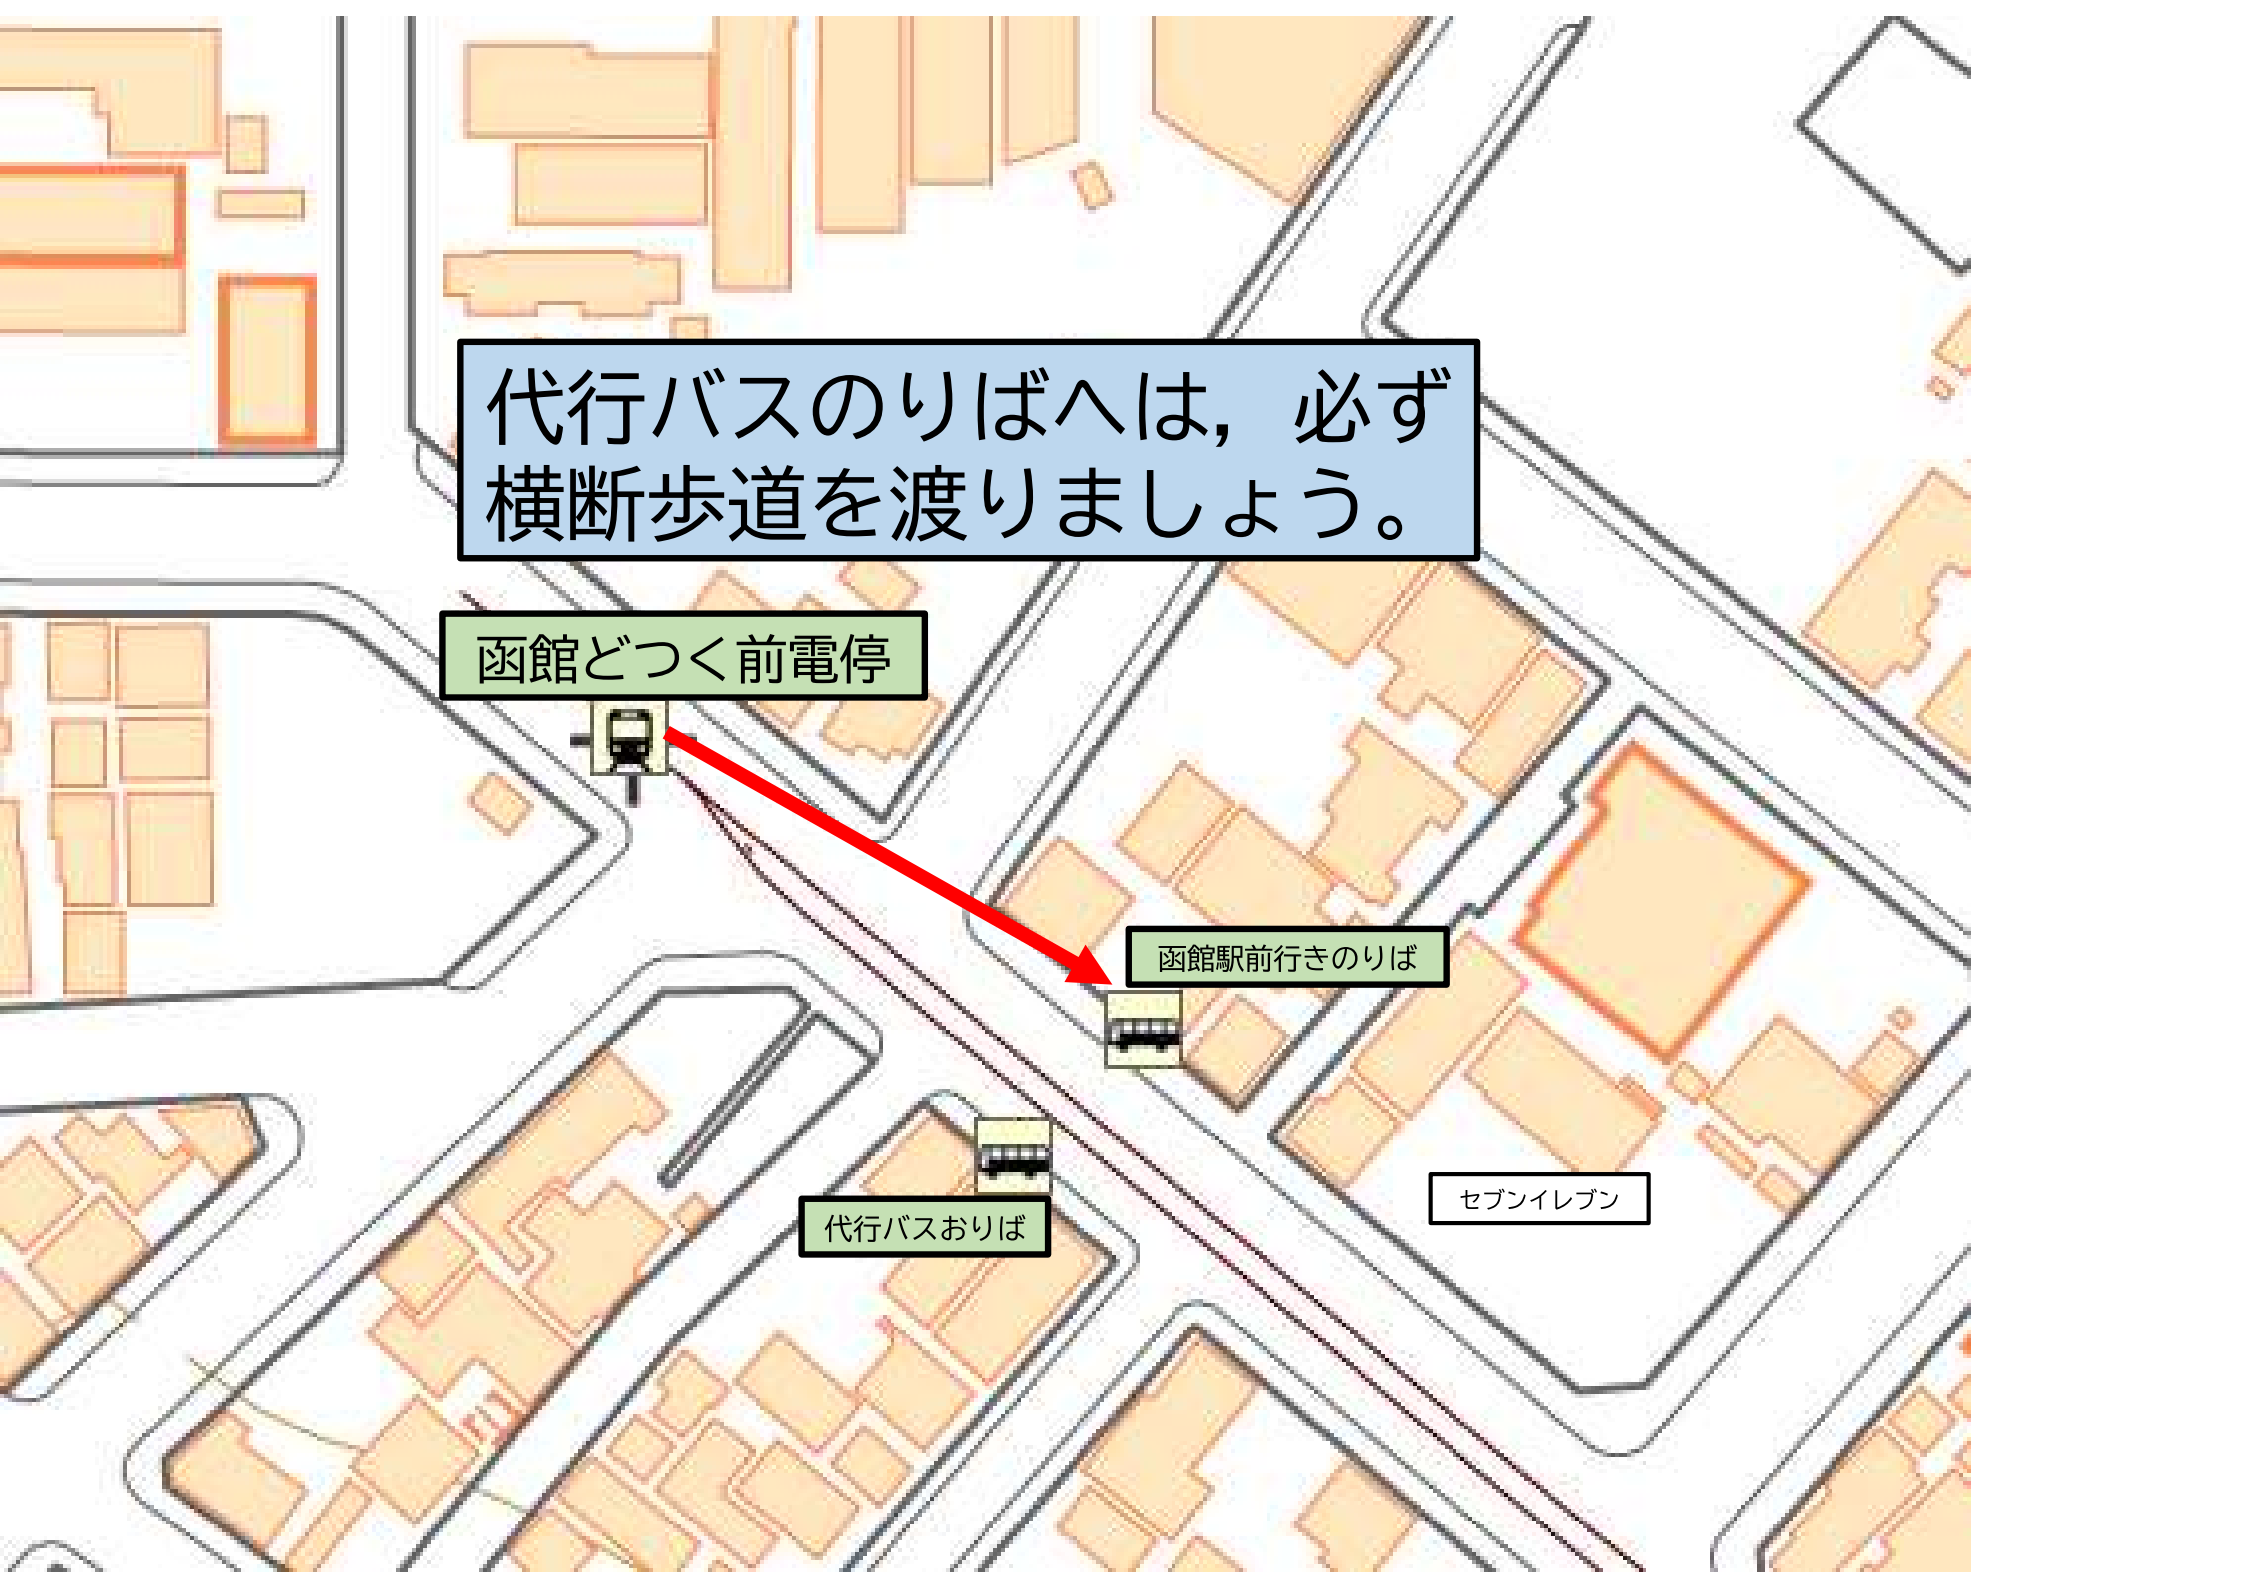 代行バスのりばへは，必ず
横断歩道を渡りましょう。
函館どつく前電停
函館駅前行きのりば
セブンイレブン
代行バスおりば